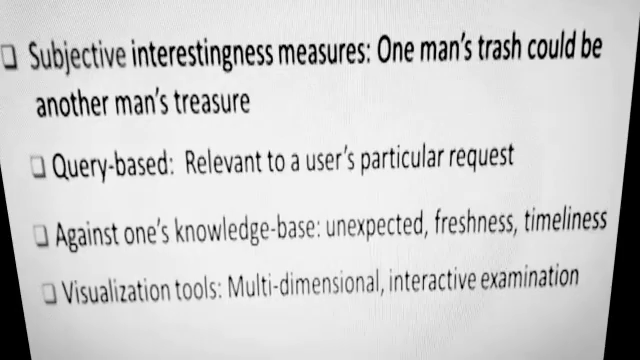 Subjective interestingness measures: One man's trash could be
another man's treasure
Query-based: Relevant to a user's particular request
Against one's knowledge-base: unexpected, freshness, timeliness
Visualization tools: Multi-dimensional, interactive examination